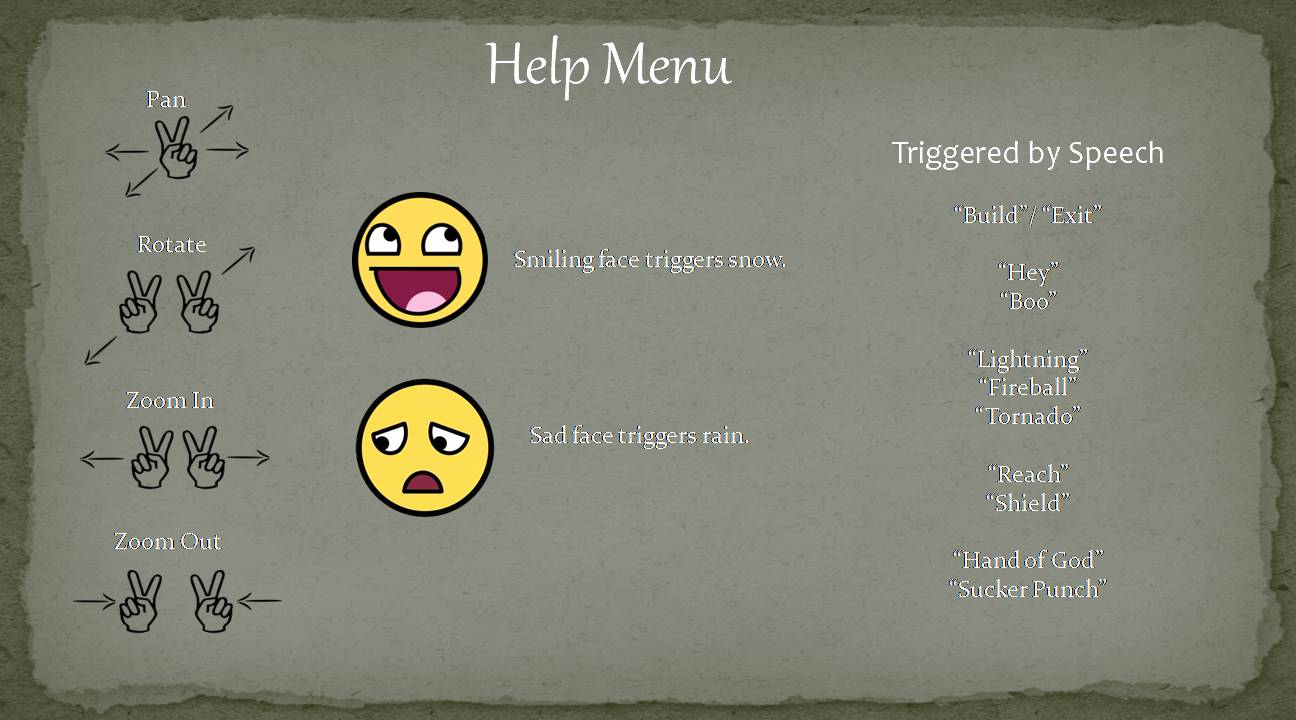 Help Menu
Pan
Rotate
Zoom In
Zoom Out
Smiling face triggers snow.
Sad face triggers rain.
Triggered by Speech
“Build”/ “Exit”
“Hey”
“Boo”
“Lightning”
“Fireball”
“Tornado”
“Reach”
“Shield”
“Hand of God”
“Sucker Punch”